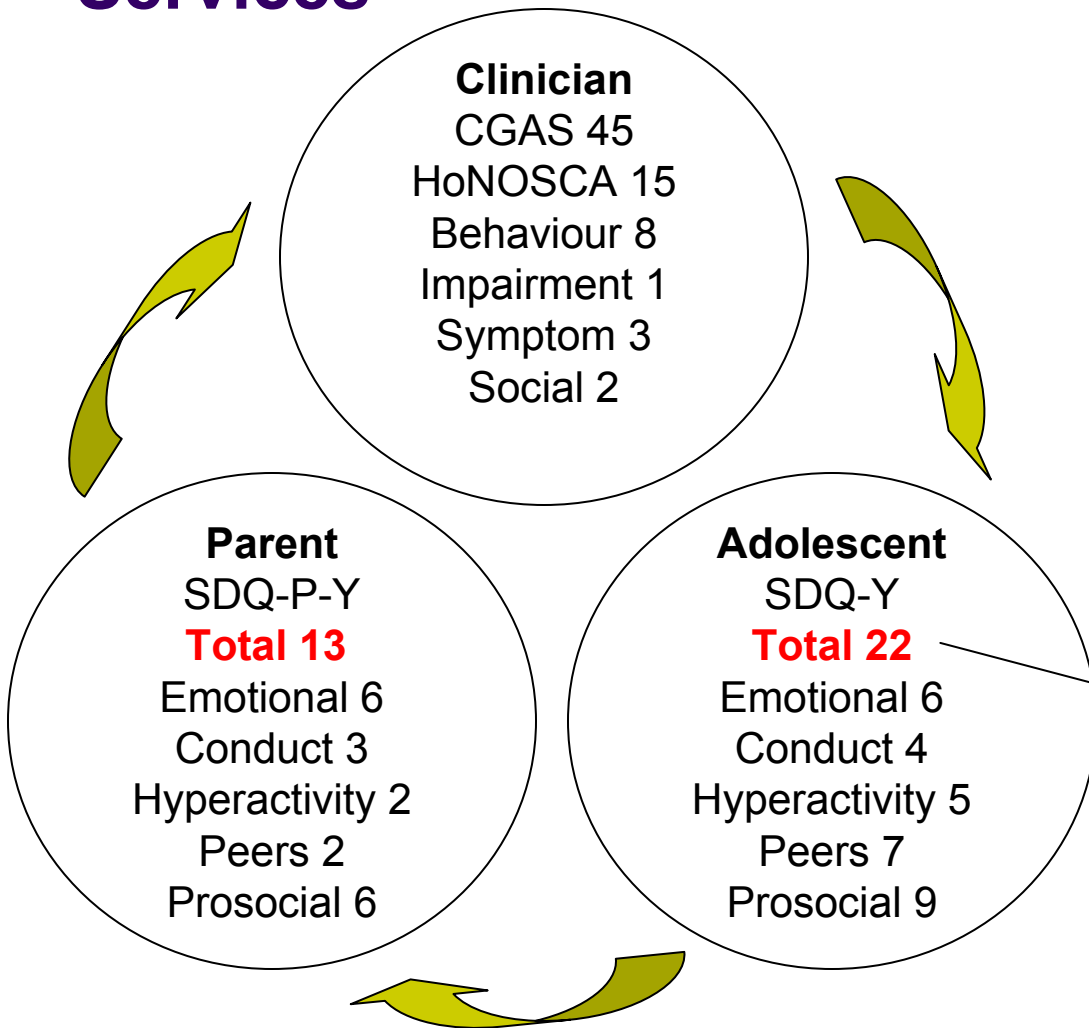 Services
Clinician
CGAS 45
HoNOSCA 15
Behaviour 8
Impairment 1
Symptom 3
Social 2
Parent
SDQ-P-Y
Total 13
Emotional 6
Conduct 3
Hyperactivity 2
Peers 2
Prosocial 6
Adolescent
SDQ-Y
Total 22
Emotional 6
Conduct 4
Hyperactivity 5
Peers 7
Prosocial 9